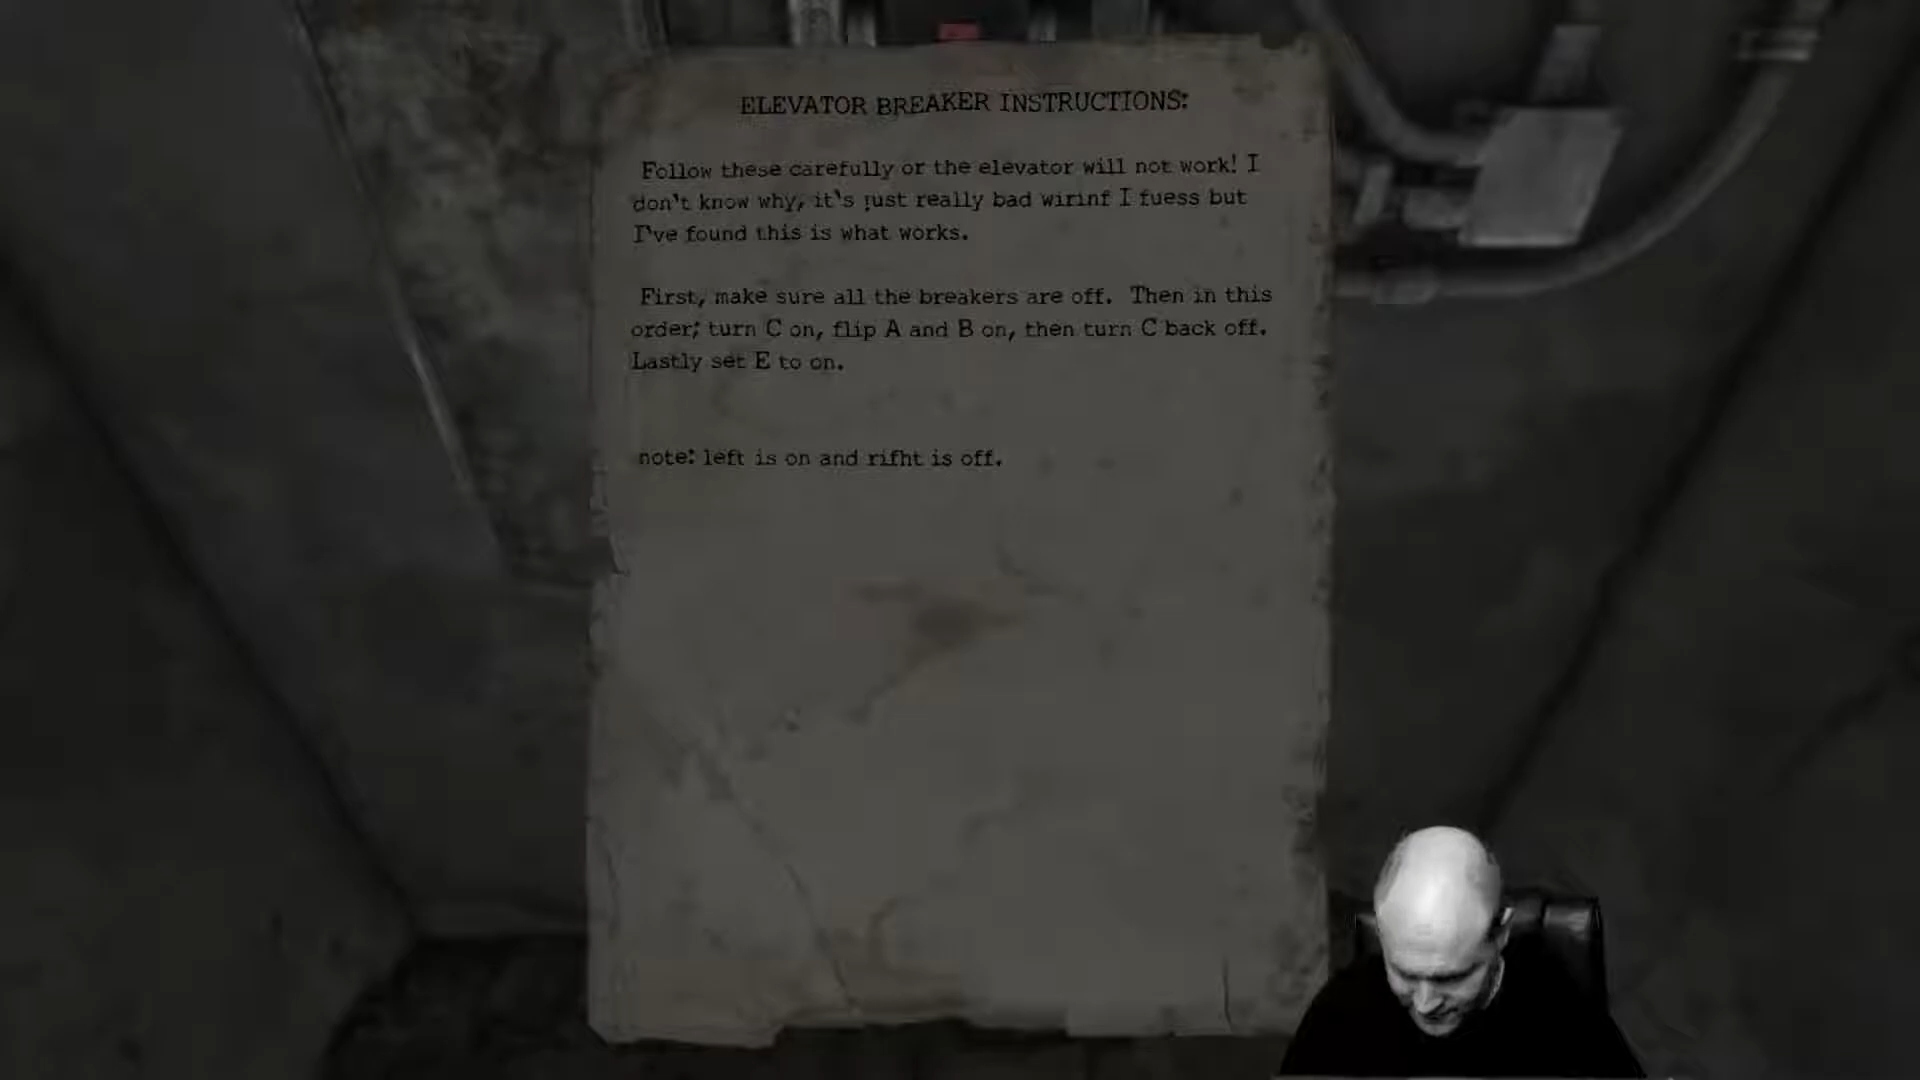 ELEVATOR BREAKER INSTRUCTIONS:
Follow these carefully or the elevator will not work! I
don't know why, it's just really bad wirinf I fuess but
I've found this is what works.
First, make sure all the breakers are off. Then in this
order; turn C on, flip A and B on, then turn C back off.
Lastly set E to on.
note: left is on and rifht is off.